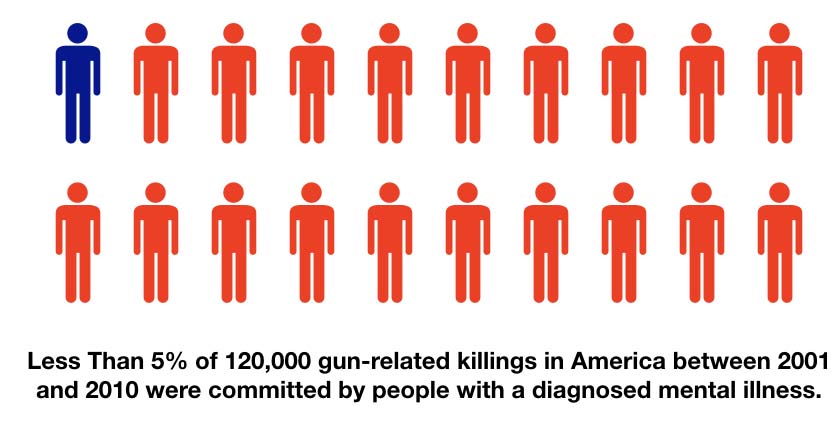 Less Than 5% of 120,000 gun-related killings in America between 2001
and 2010 were committed by people with a diagnosed mental illness.